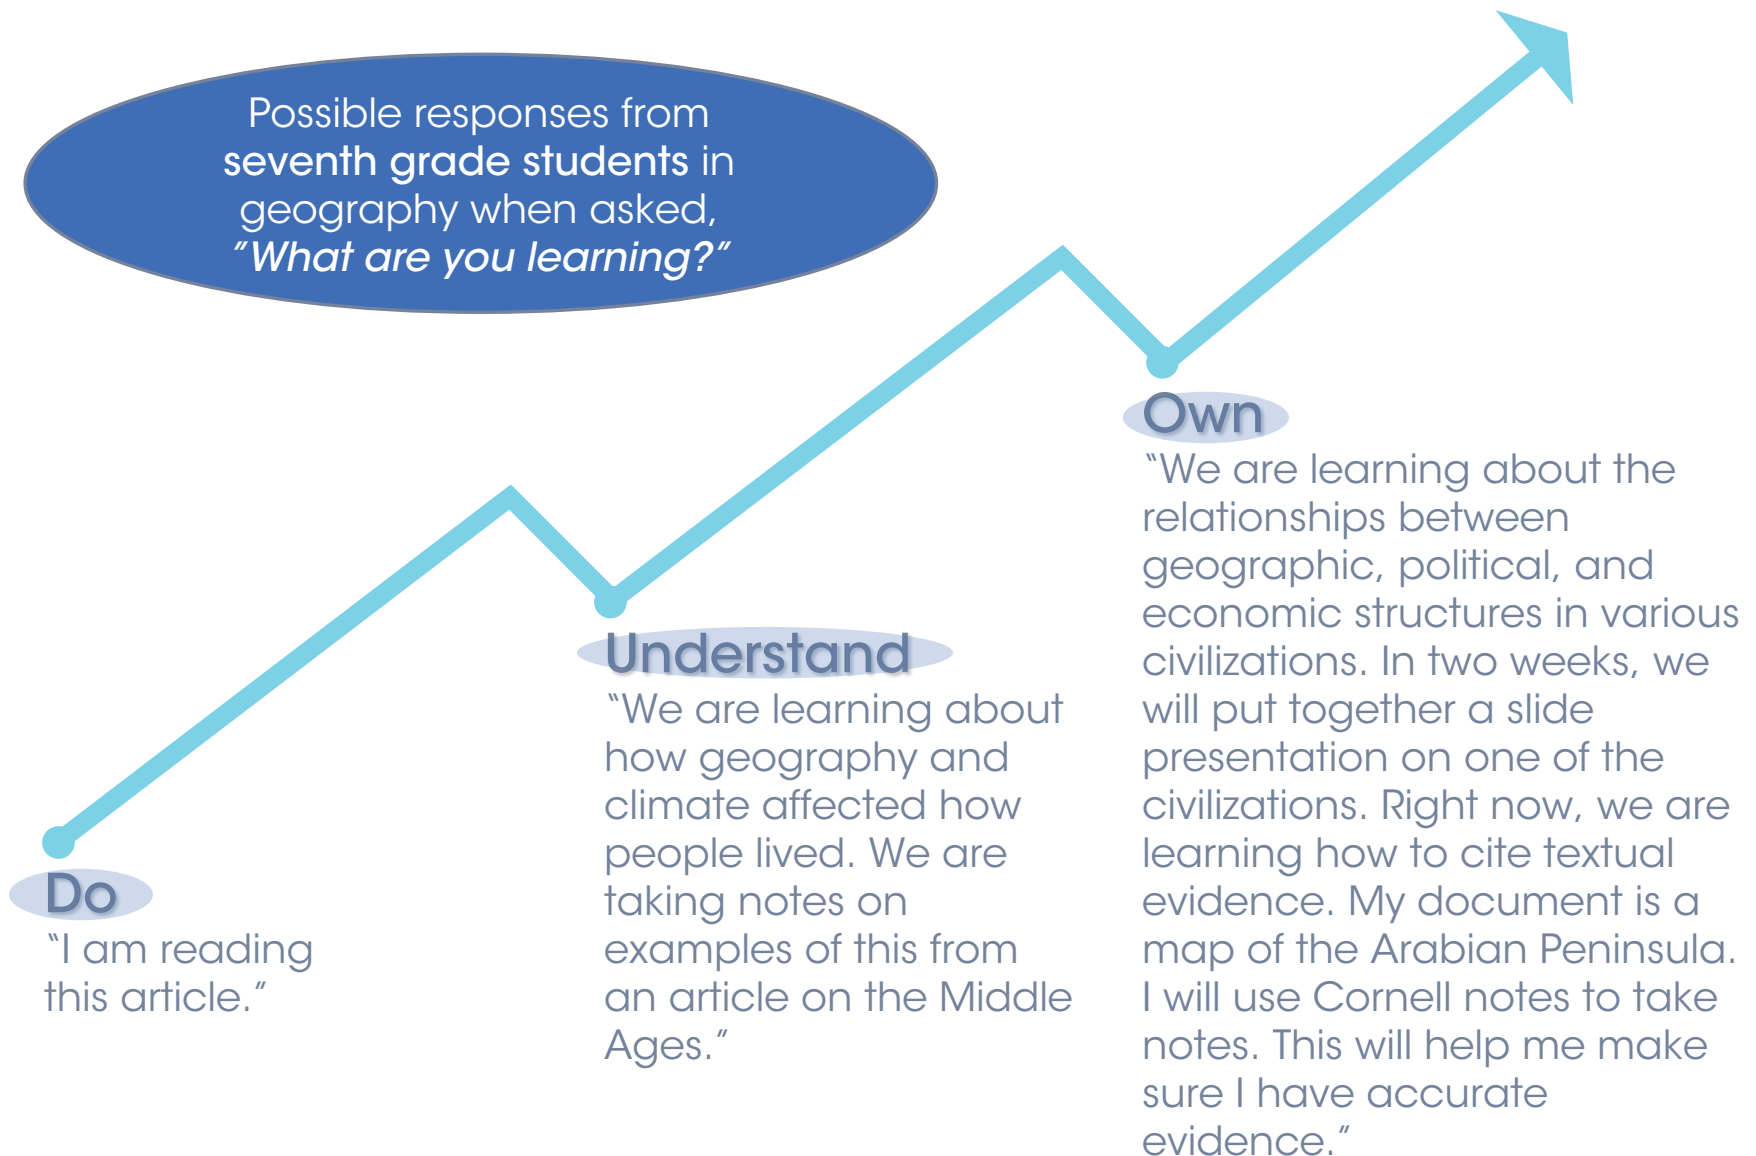 Possible responses from
seventh grade students in
geography when asked,
"What are you learning?"
Do
"I am reading
this article."
Understand
"We are learning about
how geography and
climate affected how
people lived. We are
taking notes on
examples of this from
an article on the Middle
Ages."
Own
"We are learning about the
relationships between
geographic, political, and
economic structures in various
civilizations. In two weeks, we
will put together a slide
presentation on one of the
civilizations. Right now, we are
learning how to cite textual
evidence. My document is a
map of the Arabian Peninsula.
I will use Cornell notes to take
notes. This will help me make
sure I have accurate
evidence."